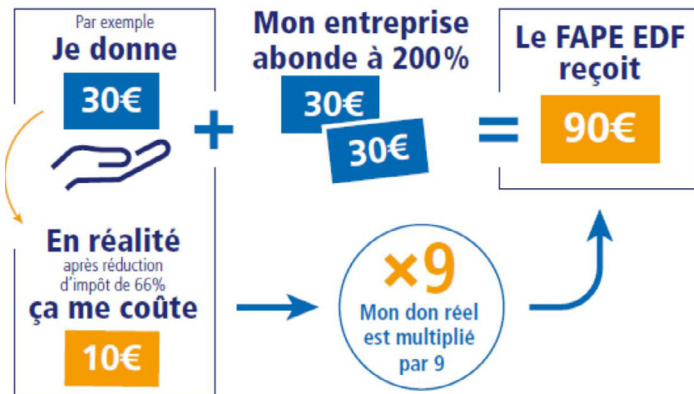 Par exemple
Je donne
30€
+
Mon entreprise
abonde à 200%
30€
30€
=
Le FAPE EDF
reçoit
90€
En réalité
après réduction
d'impôt de 66%
ça me coûte
10€
×9
Mon don réel
est multiplié
par 9